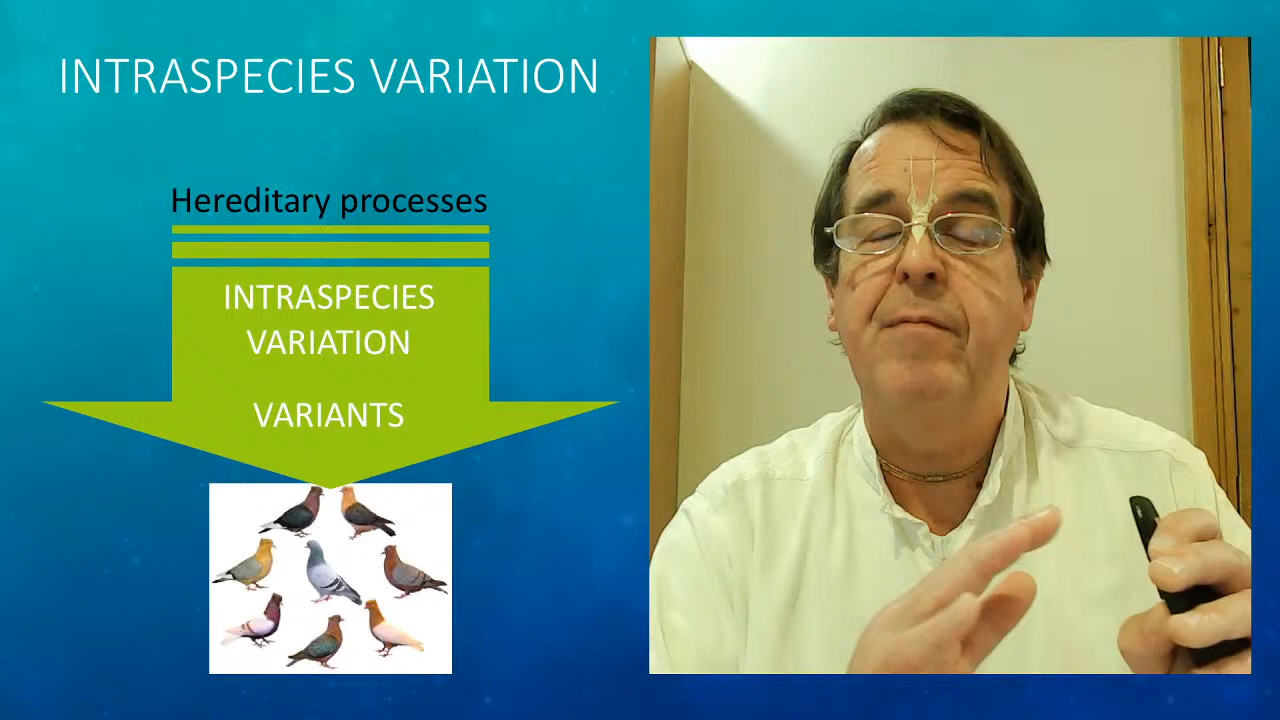 INTRASPECIES VARIATION
Hereditary processes
INTRASPECIES
VARIATION
VARIANTS